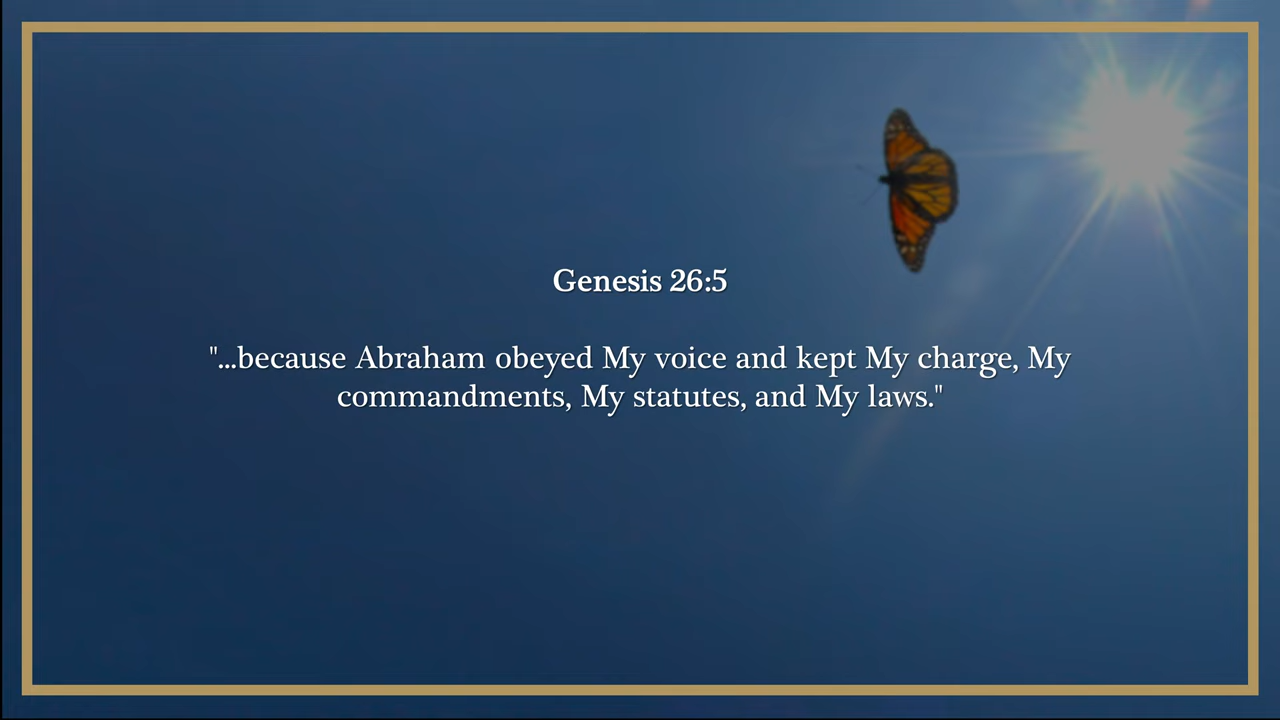 Genesis 26:5
"...because Abraham obeyed My voice and kept My charge, My
commandments, My statutes, and My laws."